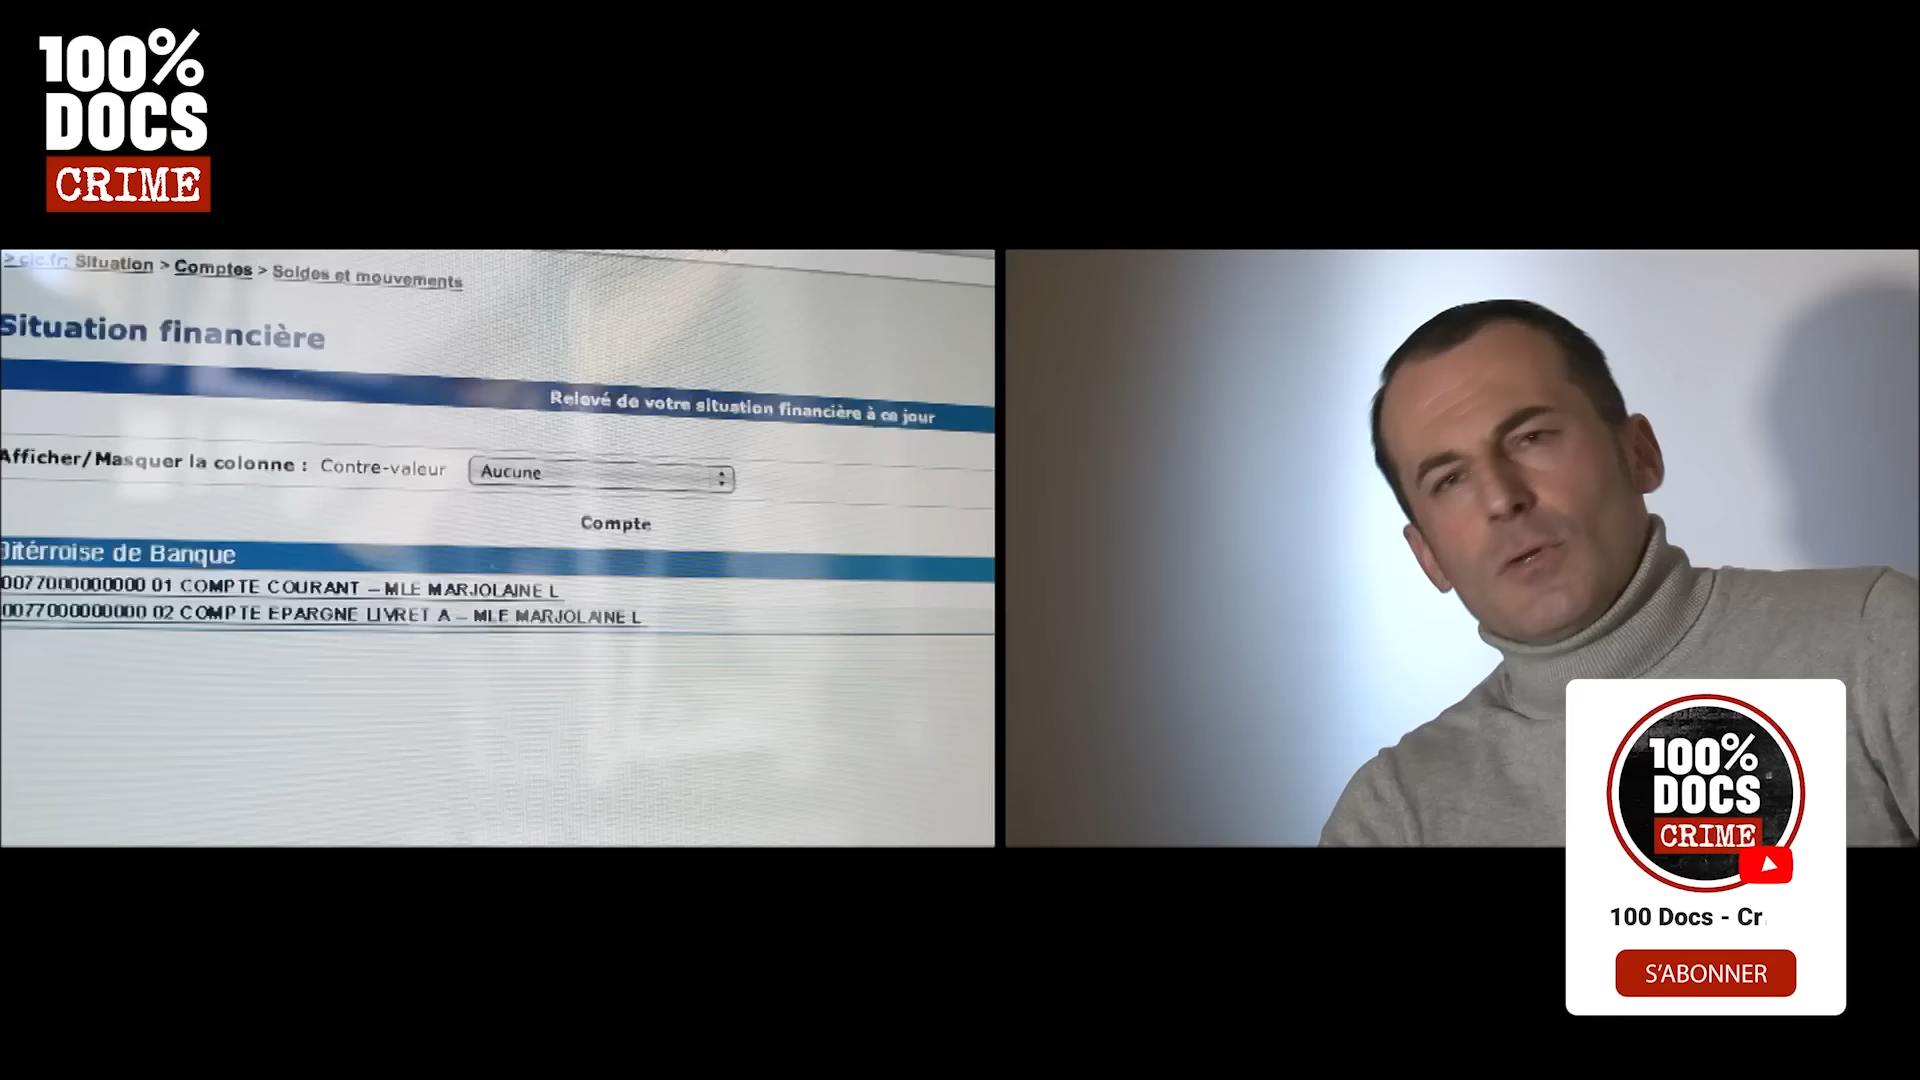 100%
DOCS
CRIME
> cic.fr: Situation > Comptes > Soldes et mouvements
Situation financière
Relevé de votre situation financière à ce jour
Afficher/Masquer la colonne : Contre-valeur Aucune
Compte
de Banque
0077000000000 01 COMPTE COURANT – MLE MARJOLAINE L
0077000000000 02 COMPTE EPARGNE LIVRET A – MLE MARJOLAINE L
100%
DOCS
CRIME
100 Docs - Cr
S'ABONNER